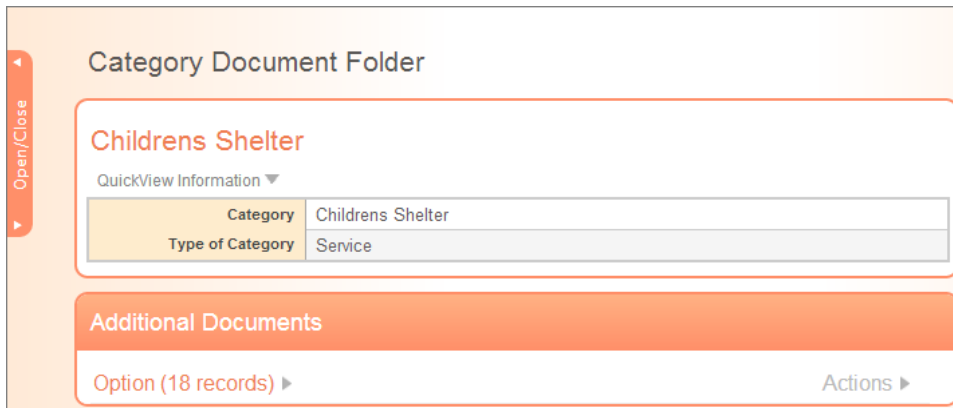 Category Document Folder
Open/Close
Childrens Shelter
QuickView Information
Category Childrens Shelter
Type of Category Service
Additional Documents
Option (18 records) Actions